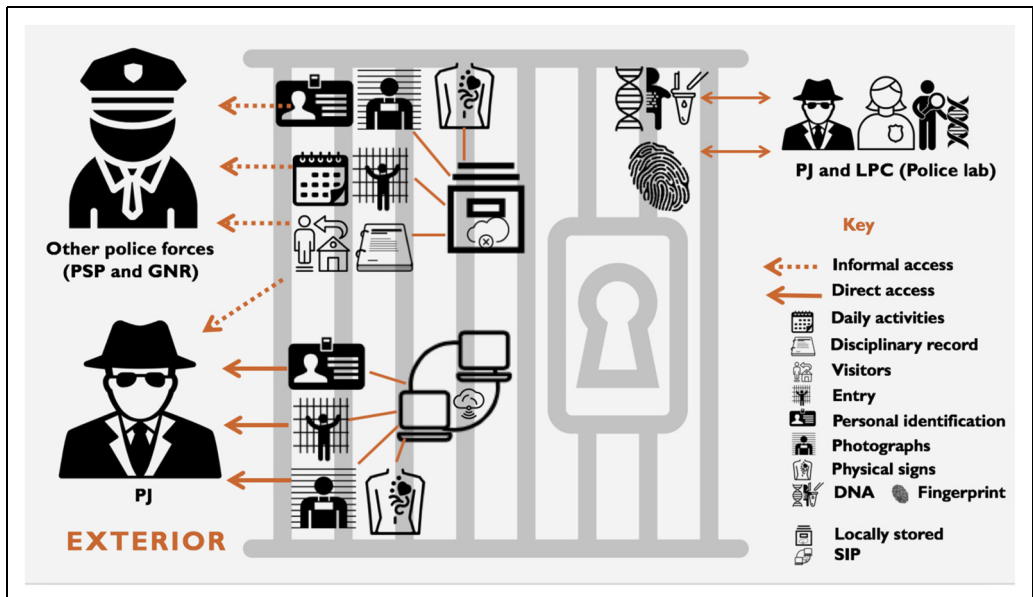 Other police forces
(PSP and GNR)
PJ
EXTERIOR
PJ and LPC (Police lab)
Key
Informal access
Direct access
Daily activities
Disciplinary record
Visitors
Entry
Personal identification
Photographs
Physical signs
DNA Fingerprint
Locally stored
SIP